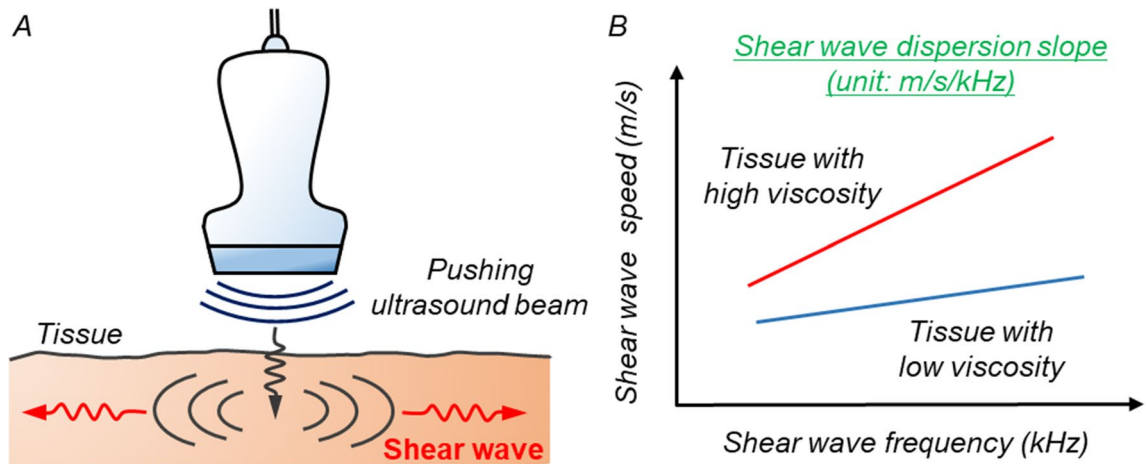 A
Pushing
ultrasound beam
Tissue
Shear wave
B
Shear wave dispersion slope
(unit: m/s/kHz)
Shear wave speed (m/s)
Tissue with
high viscosity
Tissue with
low viscosity
Shear wave frequency (kHz)